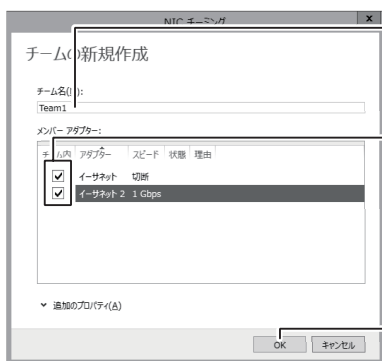 NIC チーミング
x
チームの新規作成
チーム名(N):
Team1
メンバー アダプター:
チーム内 アダプター スピード 状態 理由
イーサネット 切断
イーサネット 2 1 Gbps
追加のプロパティ(A)
OK キャンセル